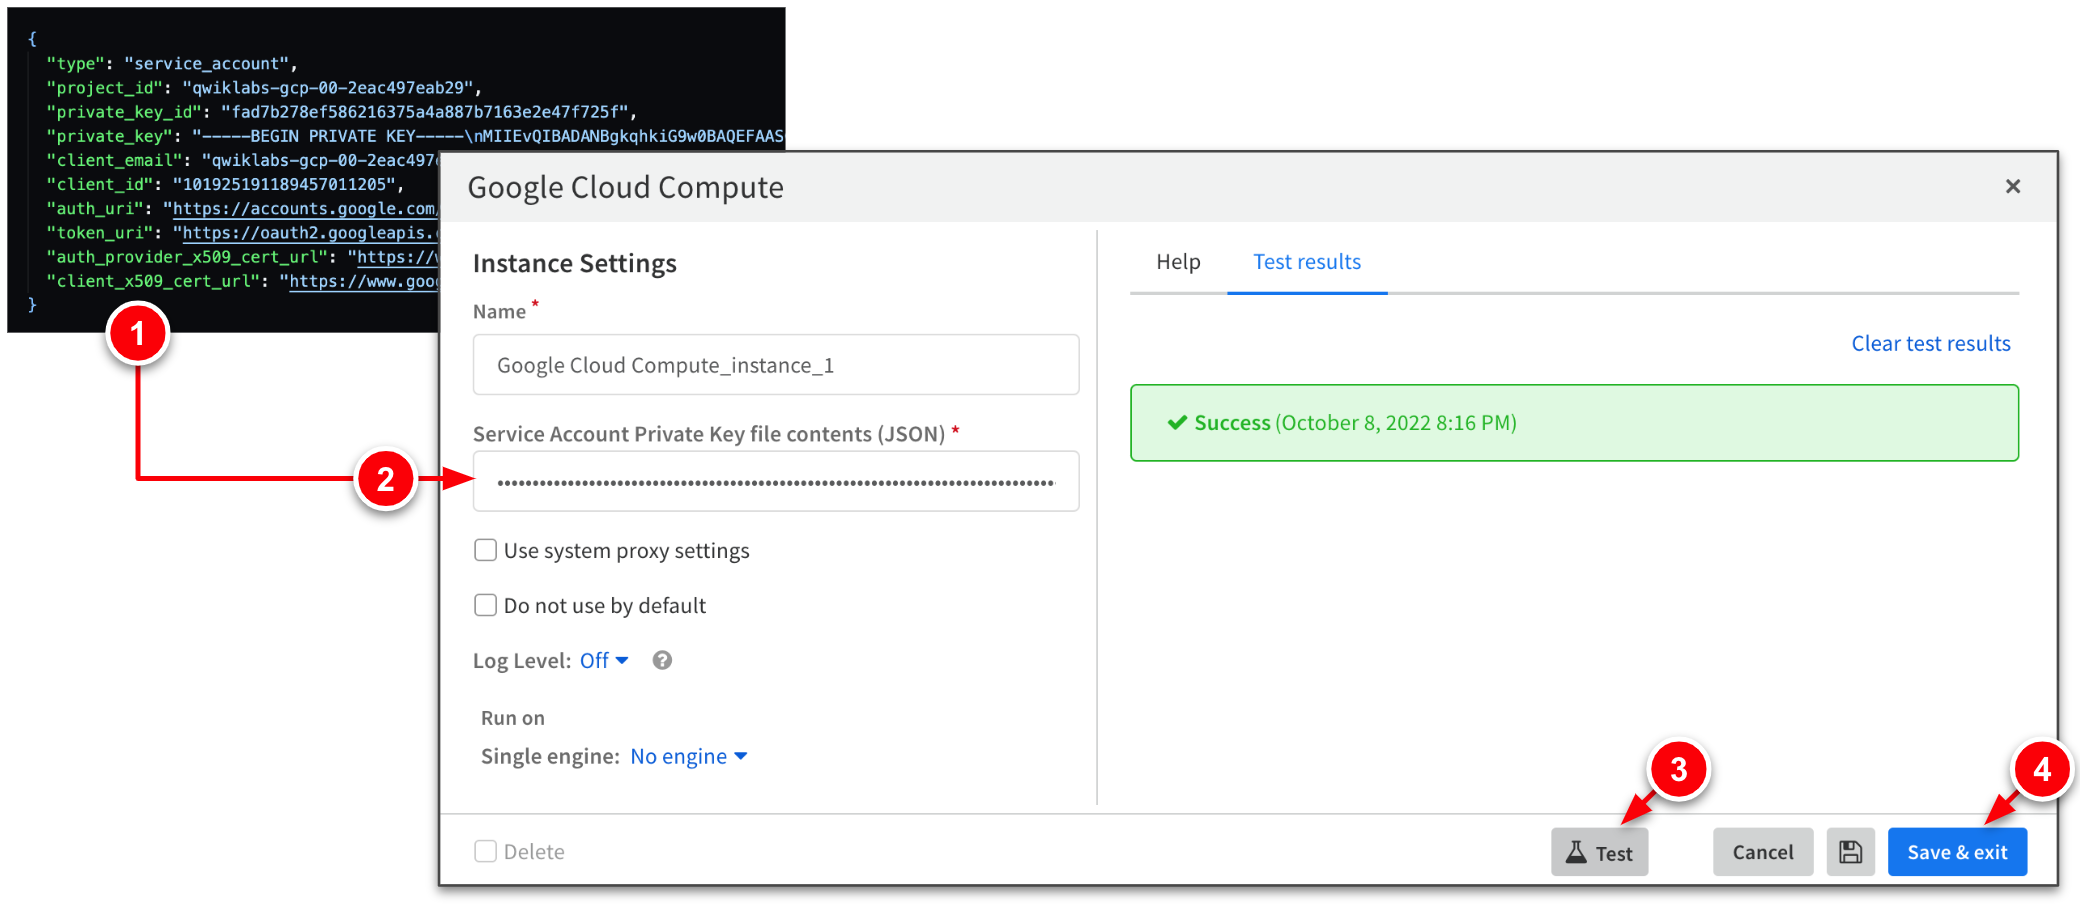 {
"type": "service_account",
"project_id": "qwiklabs-gcp-00-2eac497eab29",
"private_key_id": "fad7b278ef586216375a4a887b7163e2e47f725f",
"private_key": "-----BEGIN PRIVATE KEY-----\nMIIEvQIBADANBgkqhkiG9w0BAQEFAAS
"client_email": "qwiklabs-gcp-00-2eac497
"client_id": "101925191189457011205",
"auth_uri": "https://accounts.google.com/
"token_uri": "https://oauth2.googleapis.
"auth_provider_x509_cert_url": "https://
"client_x509_cert_url": "https://www.goog
}
1
Google Cloud Compute
Instance Settings
Name *
Google Cloud Compute_instance_1
Service Account Private Key file contents (JSON) *
2
Use system proxy settings
Do not use by default
Log Level: Off
Run on
Single engine: No engine
Help Test results
Clear test results
Success (October 8, 2022 8:16 PM)
3
4
Delete
Test Cancel Save & exit